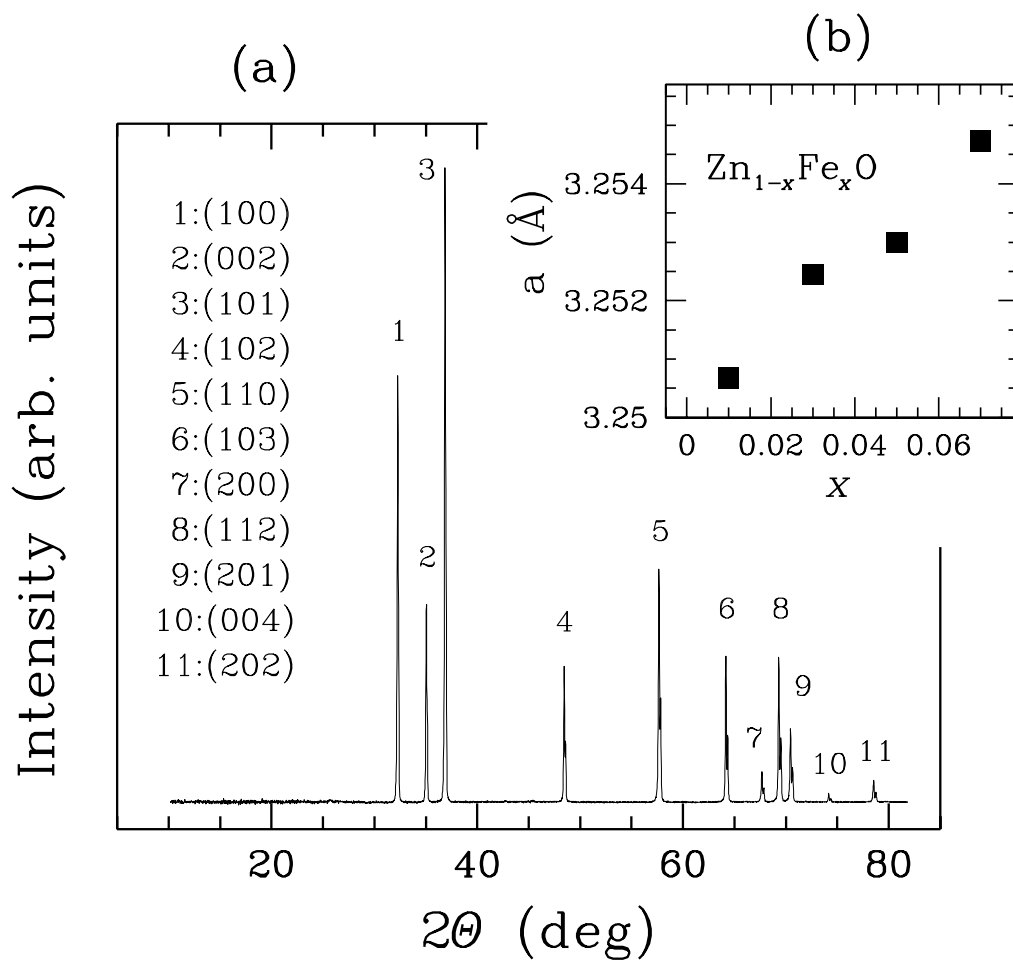 (a)
(b)
Intensity (arb. units)
1:(100)
2:(002)
3:(101)
4:(102)
5:(110)
6:(103)
7:(200)
8:(112)
9:(201)
10:(004)
11:(202)
1
2
3
4
5
6
7
8
9
10
11
20 40 60 80
2Θ (deg)
Zn1−xFexO
a (Å)
3.254
3.252
3.25
0 0.02 0.04 0.06
x